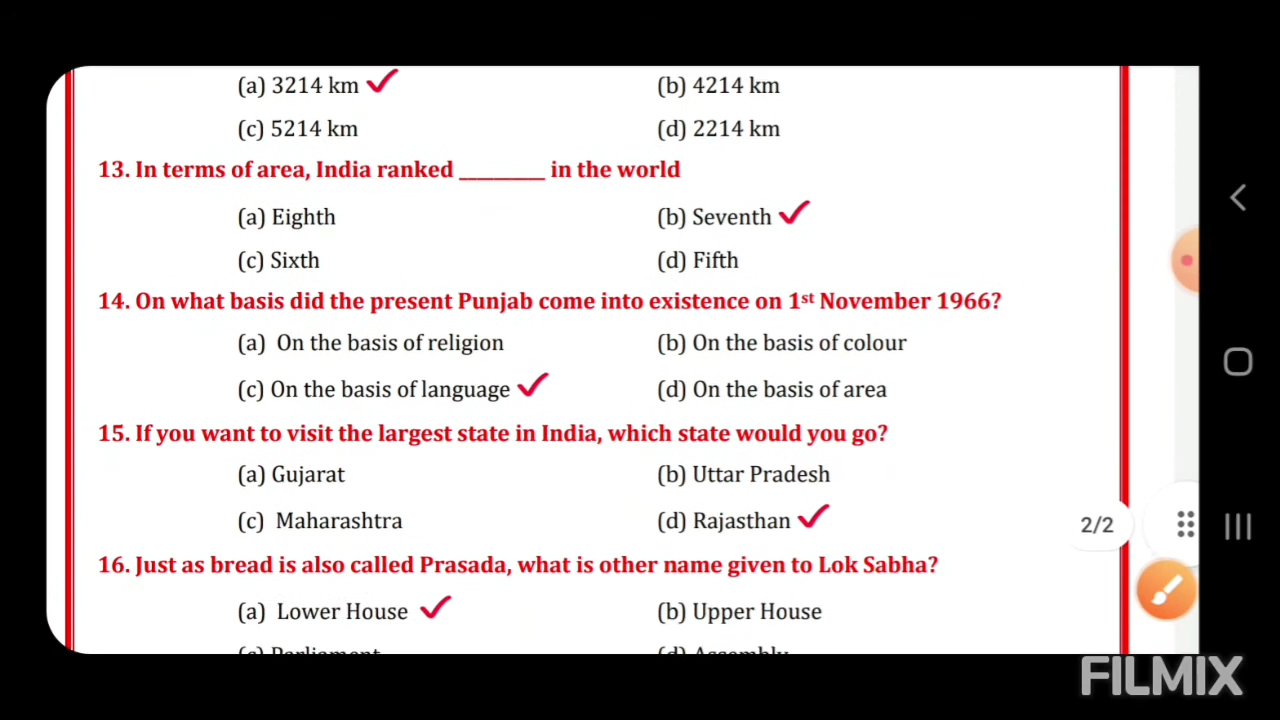 (a) 3214 km (b) 4214 km
(c) 5214 km (d) 2214 km
13. In terms of area, India ranked __________ in the world
(a) Eighth (b) Seventh
(c) Sixth (d) Fifth
14. On what basis did the present Punjab come into existence on 1st November 1966?
(a) On the basis of religion (b) On the basis of colour
(c) On the basis of language (d) On the basis of area
15. If you want to visit the largest state in India, which state would you go?
(a) Gujarat (b) Uttar Pradesh
(c) Maharashtra (d) Rajasthan
2/2
16. Just as bread is also called Prasada, what is other name given to Lok Sabha?
(a) Lower House (b) Upper House
(c) Parliament (d) Assembly
FILMIX